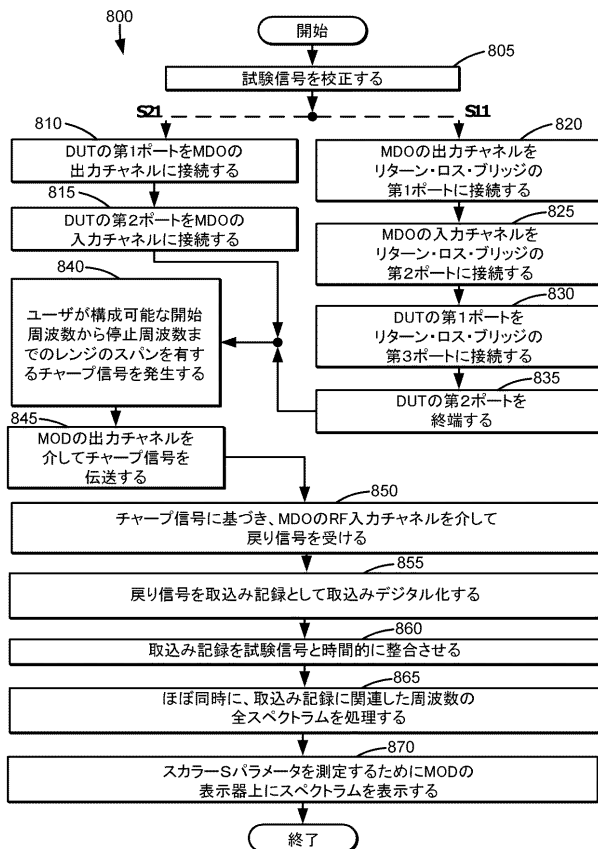 800
開始
805
試験信号を校正する
S21
S11
810
DUTの第1ポートをMDOの
出力チャネルに接続する
815
DUTの第2ポートをMDOの
入力チャネルに接続する
820
MDOの出力チャネルを
リターン・ロス・ブリッジの
第1ポートに接続する
825
MDOの入力チャネルを
リターン・ロス・ブリッジの
第2ポートに接続する
830
DUTの第1ポートを
リターン・ロス・ブリッジの
第3ポートに接続する
835
DUTの第2ポートを
終端する
840
ユーザが構成可能な開始
周波数から停止周波数ま
でのレンジのスパンを有す
るチャープ信号を発生する
845
MODの出力チャネルを
介してチャープ信号を
伝送する
850
チャープ信号に基づき、MDOのRF入力チャネルを介して
戻り信号を受ける
855
戻り信号を取込み記録として取込みデジタル化する
860
取込み記録を試験信号と時間的に整合させる
865
ほぼ同時に、取込み記録に関連した周波数の
全スペクトラムを処理する
870
スカラーSパラメータを測定するためにMODの
表示器上にスペクトラムを表示する
終了